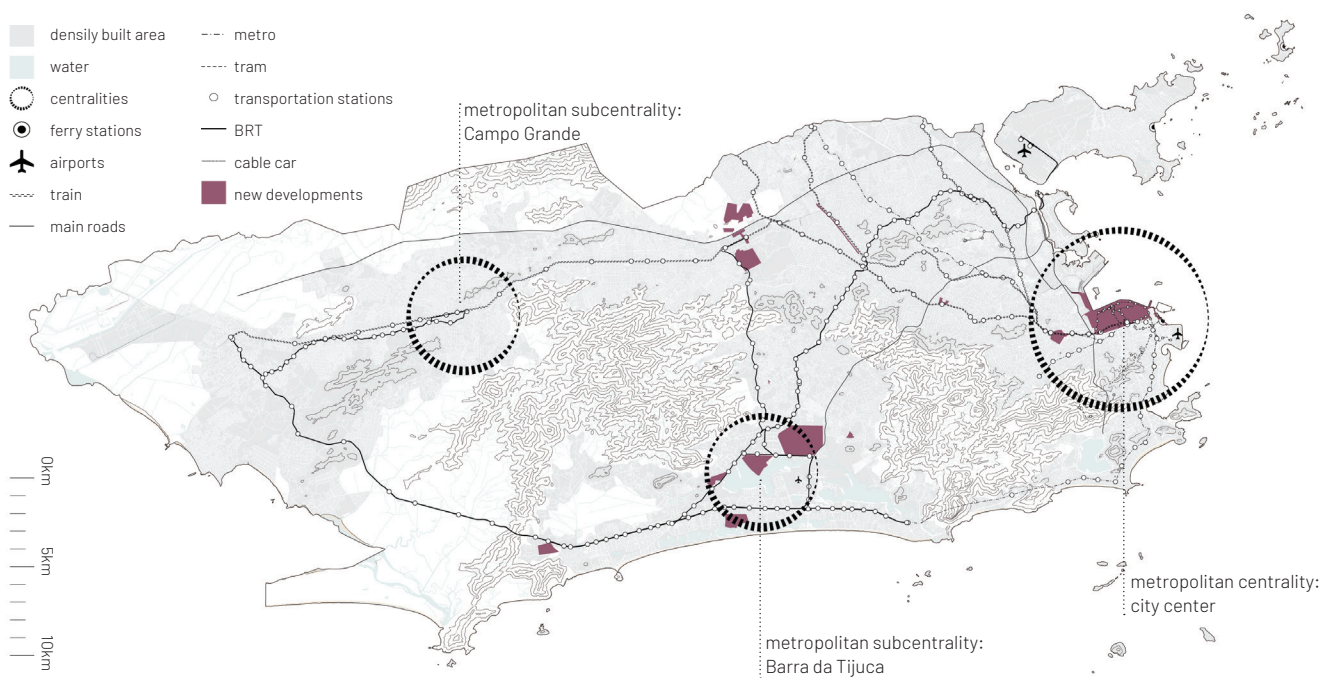 densily built area
water
centralities
ferry stations
airports
train
main roads
metro
tram
transportation stations
BRT
cable car
new developments
metropolitan subcentrality:
Campo Grande
metropolitan centrality:
city center
metropolitan subcentrality:
Barra da Tijuca
0km
5km
10km